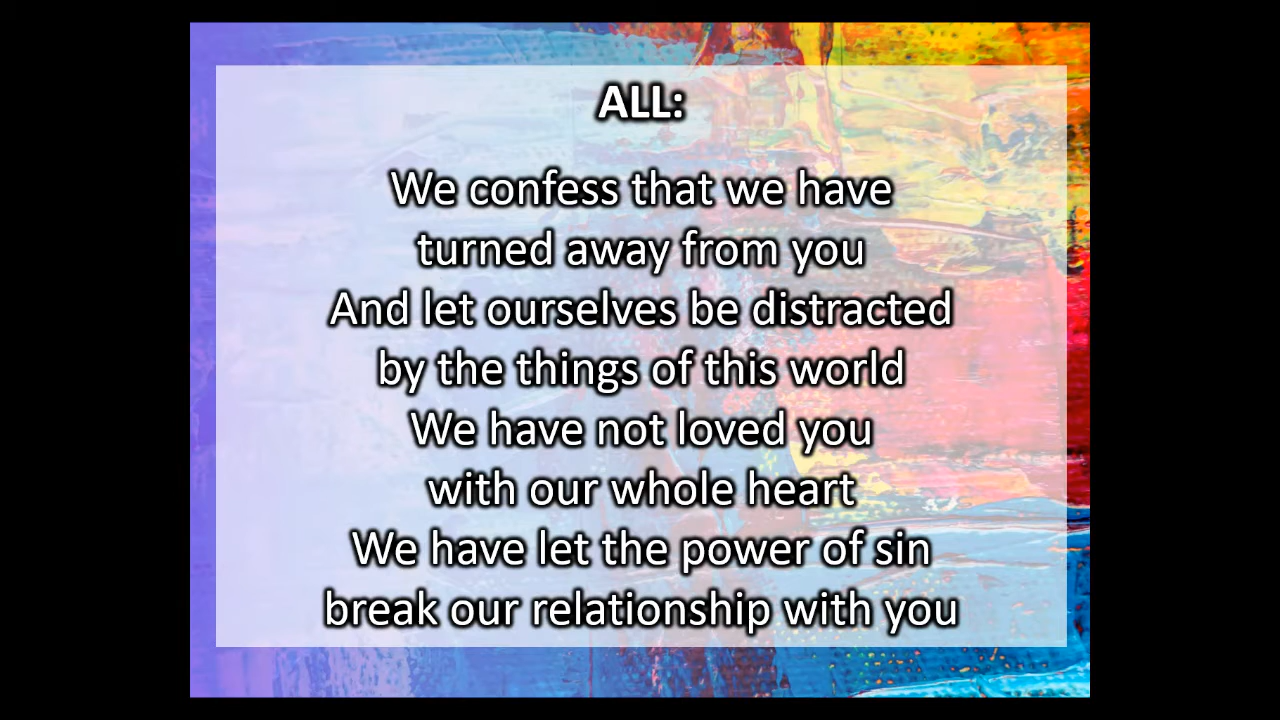 ALL:
We confess that we have
turned away from you
And let ourselves be distracted
by the things of this world
We have not loved you
with our whole heart
We have let the power of sin
break our relationship with you